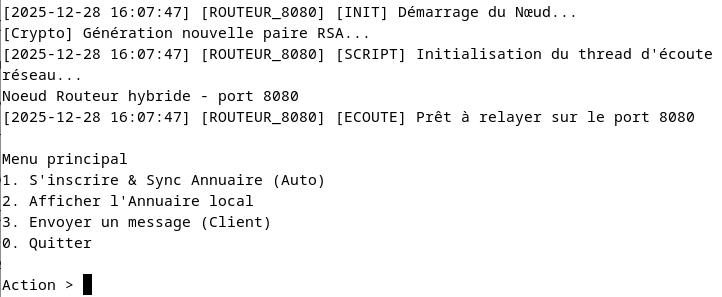 [2025-12-28 16:07:47] [ROUTEUR_8080] [INIT] Démarrage du Nœud...
[Crypto] Génération nouvelle paire RSA...
[2025-12-28 16:07:47] [ROUTEUR_8080] [SCRIPT] Initialisation du thread d'écoute
réseau...
Noeud Routeur hybride - port 8080
[2025-12-28 16:07:47] [ROUTEUR_8080] [ECOUTE] Prêt à relayer sur le port 8080
Menu principal
1. S'inscrire & Sync Annuaire (Auto)
2. Afficher l'Annuaire local
3. Envoyer un message (Client)
0. Quitter
Action >